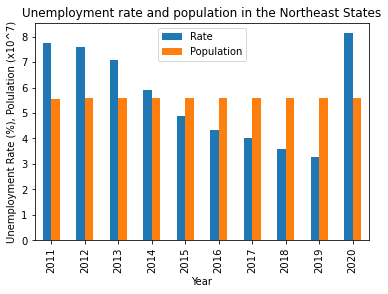 Unemployment rate and population in the Northeast States
Rate
Population
Unemployment Rate (%), Polulation (x10^7)
8
7
6
5
4
3
2
1
0
2011 2012 2013 2014 2015 2016 2017 2018 2019 2020
Year